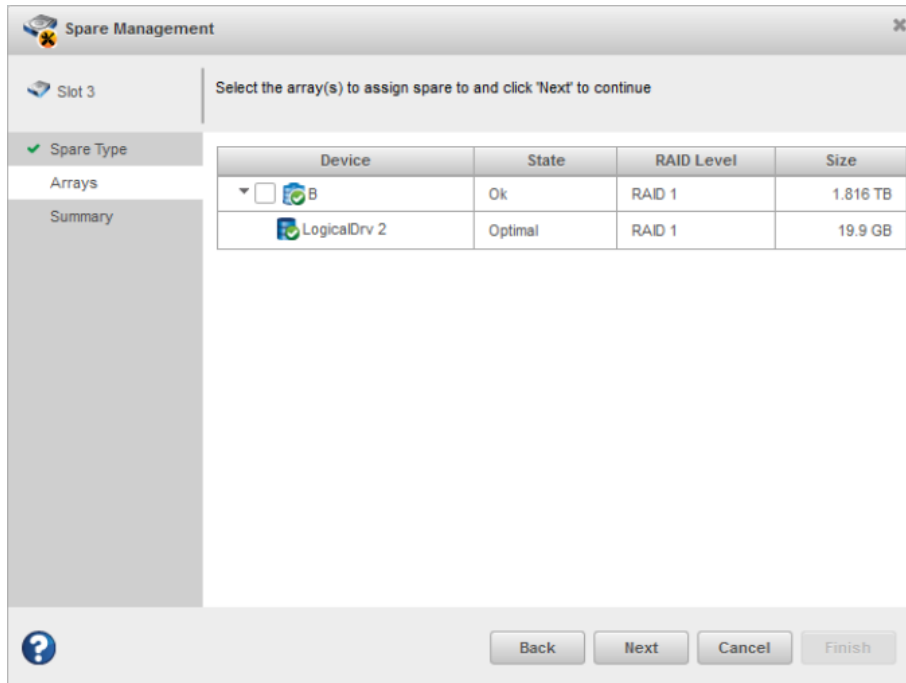 Spare Management
Slot 3
Select the array(s) to assign spare to and click 'Next' to continue
Spare Type
Arrays
Summary
Device State RAID Level Size
B Ok RAID 1 1.816 TB
LogicalDrv 2 Optimal RAID 1 19.9 GB
? Back Next Cancel Finish